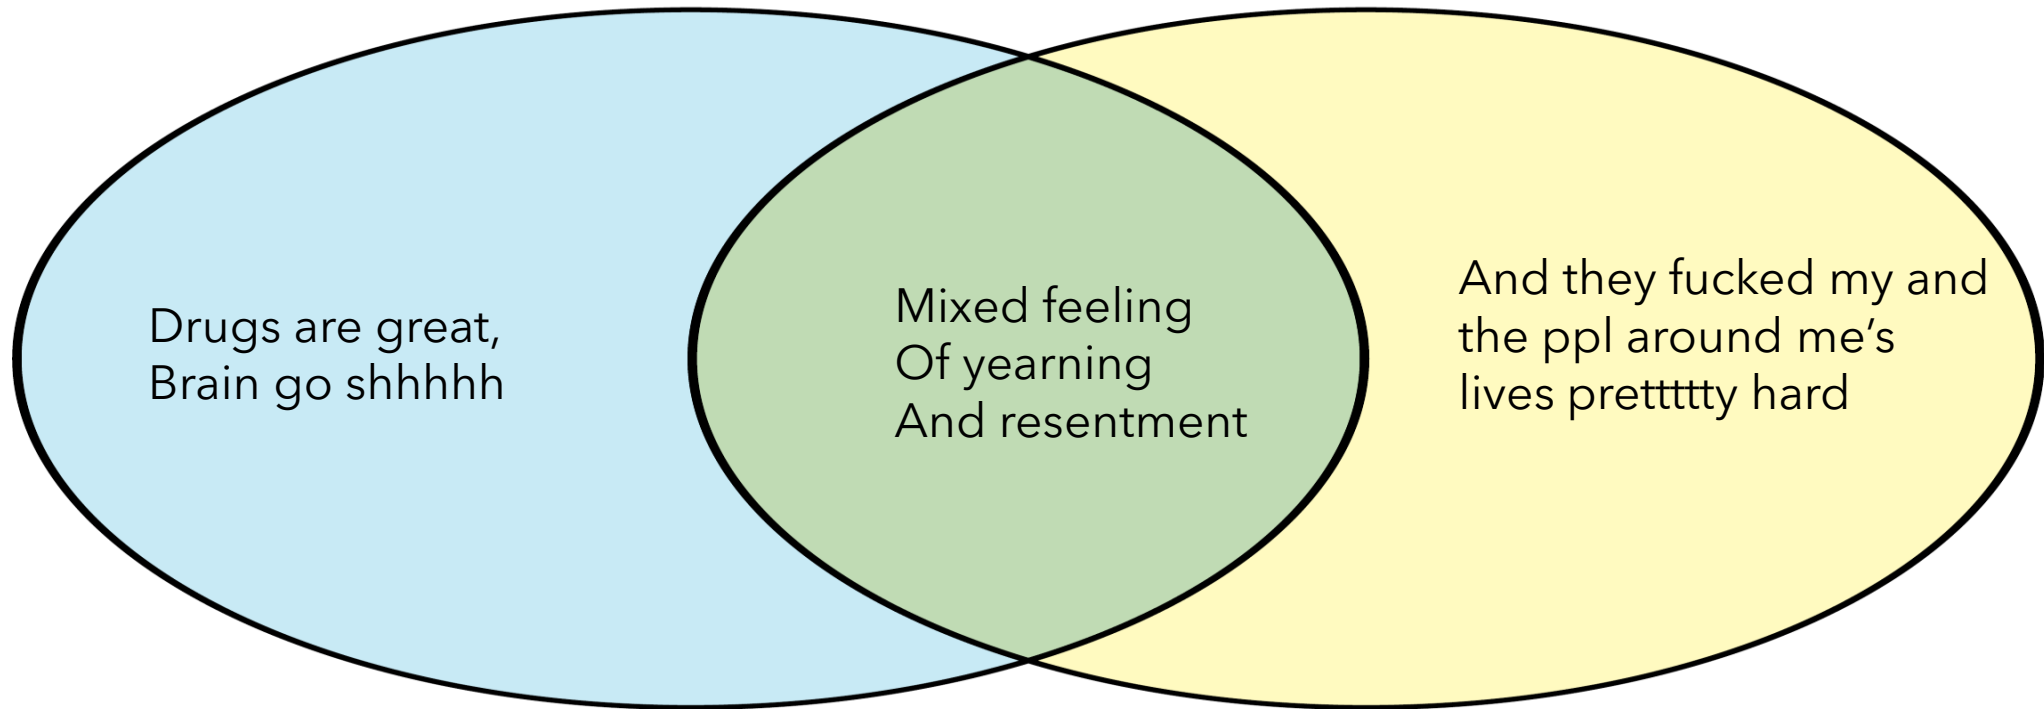 Drugs are great,
Brain go shhhhh
Mixed feeling
Of yearning
And resentment
And they fucked my and
the ppl around me’s
lives prettttty hard